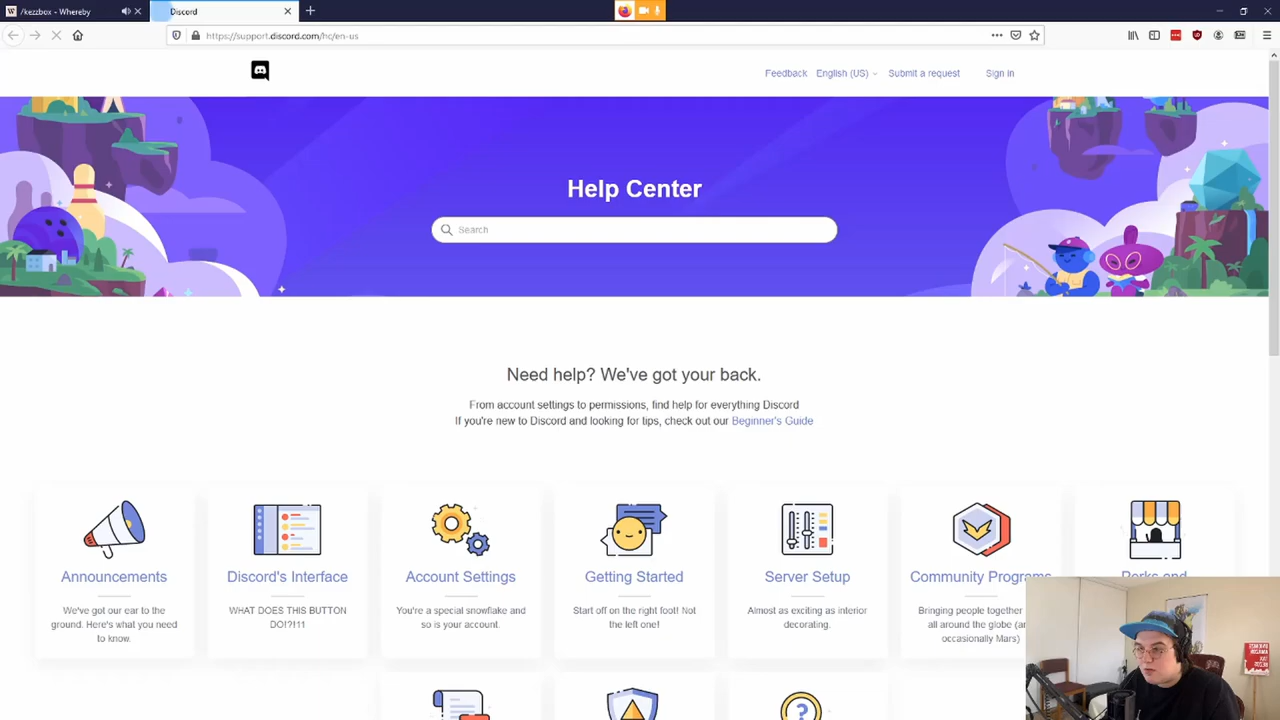 /kezzbox - Whereby
Discord
https://support.discord.com/hc/en-us
Feedback English (US) Submit a request Sign in
Help Center
Search
Need help? We've got your back.
From account settings to permissions, find help for everything Discord
If you're new to Discord and looking for tips, check out our Beginner's Guide
Announcements
We've got our ear to the
ground. Here's what you need
to know.
Discord's Interface
WHAT DOES THIS BUTTON
DO!?!11
Account Settings
You're a special snowflake and
so is your account.
Getting Started
Start off on the right foot! Not
the left one!
Server Setup
Almost as exciting as interior
decorating.
Community Programs
Bringing people together
all around the globe (an
occasionally Mars)
Perks and